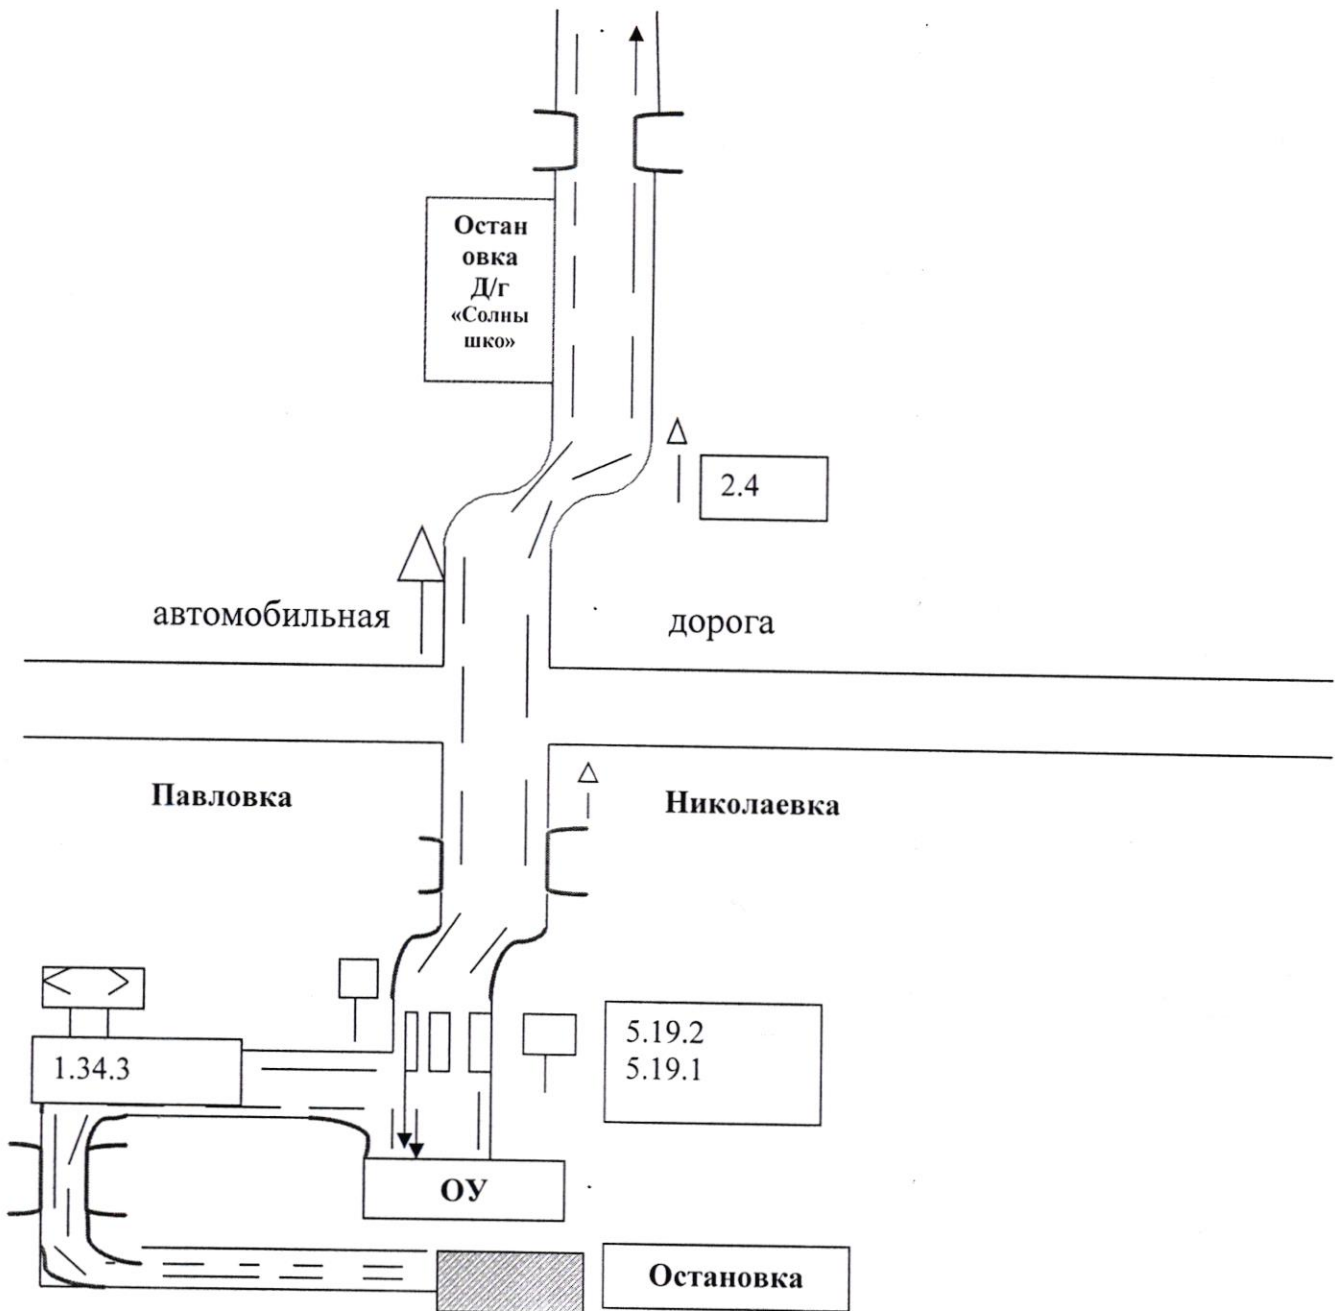 Остан
овка
Д/г
«Солны
шко»
2.4
автомобильная
дорога
Павловка
Николаевка
5.19.2
5.19.1
1.34.3
ОУ
Остановка